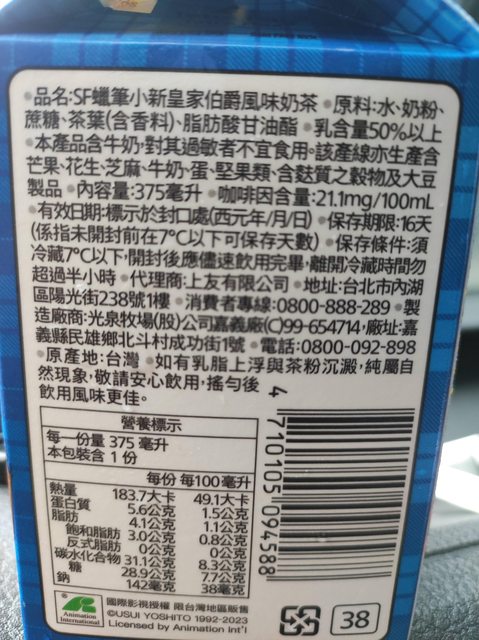 •品名:SF蠟筆小新皇家伯爵風味奶茶 •原料:水、奶粉、
蔗糖、茶葉(含香料)、脂肪酸甘油酯 •乳含量50%以上
•本產品含牛奶,對其過敏者不宜食用。該產線亦生產含
芒果、花生、芝麻、牛奶、蛋、堅果類、含麩質之穀物及大豆
製品 •內容量:375毫升 •咖啡因含量:21.1mg/100mL
•有效日期:標示於封口處(西元年/月/日) •保存期限:16天
(係指未開封前在7°C以下可保存天數) •保存條件:須
冷藏7°C以下,開封後應儘速飲用完畢,離開冷藏時間勿
超過半小時 •代理商:上友有限公司 •地址:台北市內湖
區陽光街238號1樓 •消費者專線:0800-888-289 •製
造廠商:光泉牧場(股)公司嘉義廠(C)99-654714•廠址:嘉
義縣民雄鄉北斗村成功街1號 •電話:0800-092-898
•原產地:台灣 •如有乳脂上浮與茶粉沉澱,純屬自
然現象,敬請安心飲用,搖勻後
飲用風味更佳。
營養標示
每一份量 375 毫升
本包裝含 1 份
每份 每100毫升
熱量 183.7大卡 49.1大卡
蛋白質 5.6公克 1.5公克
脂肪 4.1公克 1.1公克
飽和脂肪 3.0公克 0.8公克
反式脂肪 0公克 0公克
碳水化合物 31.1公克 8.3公克
糖 28.9公克 7.7公克
鈉 142毫克 38毫克
4 710105 094588
Animation International
國際影視授權 限台灣地區販售
©USUI YOSHITO 1992-2023
Licensed by Animation Int'l
38